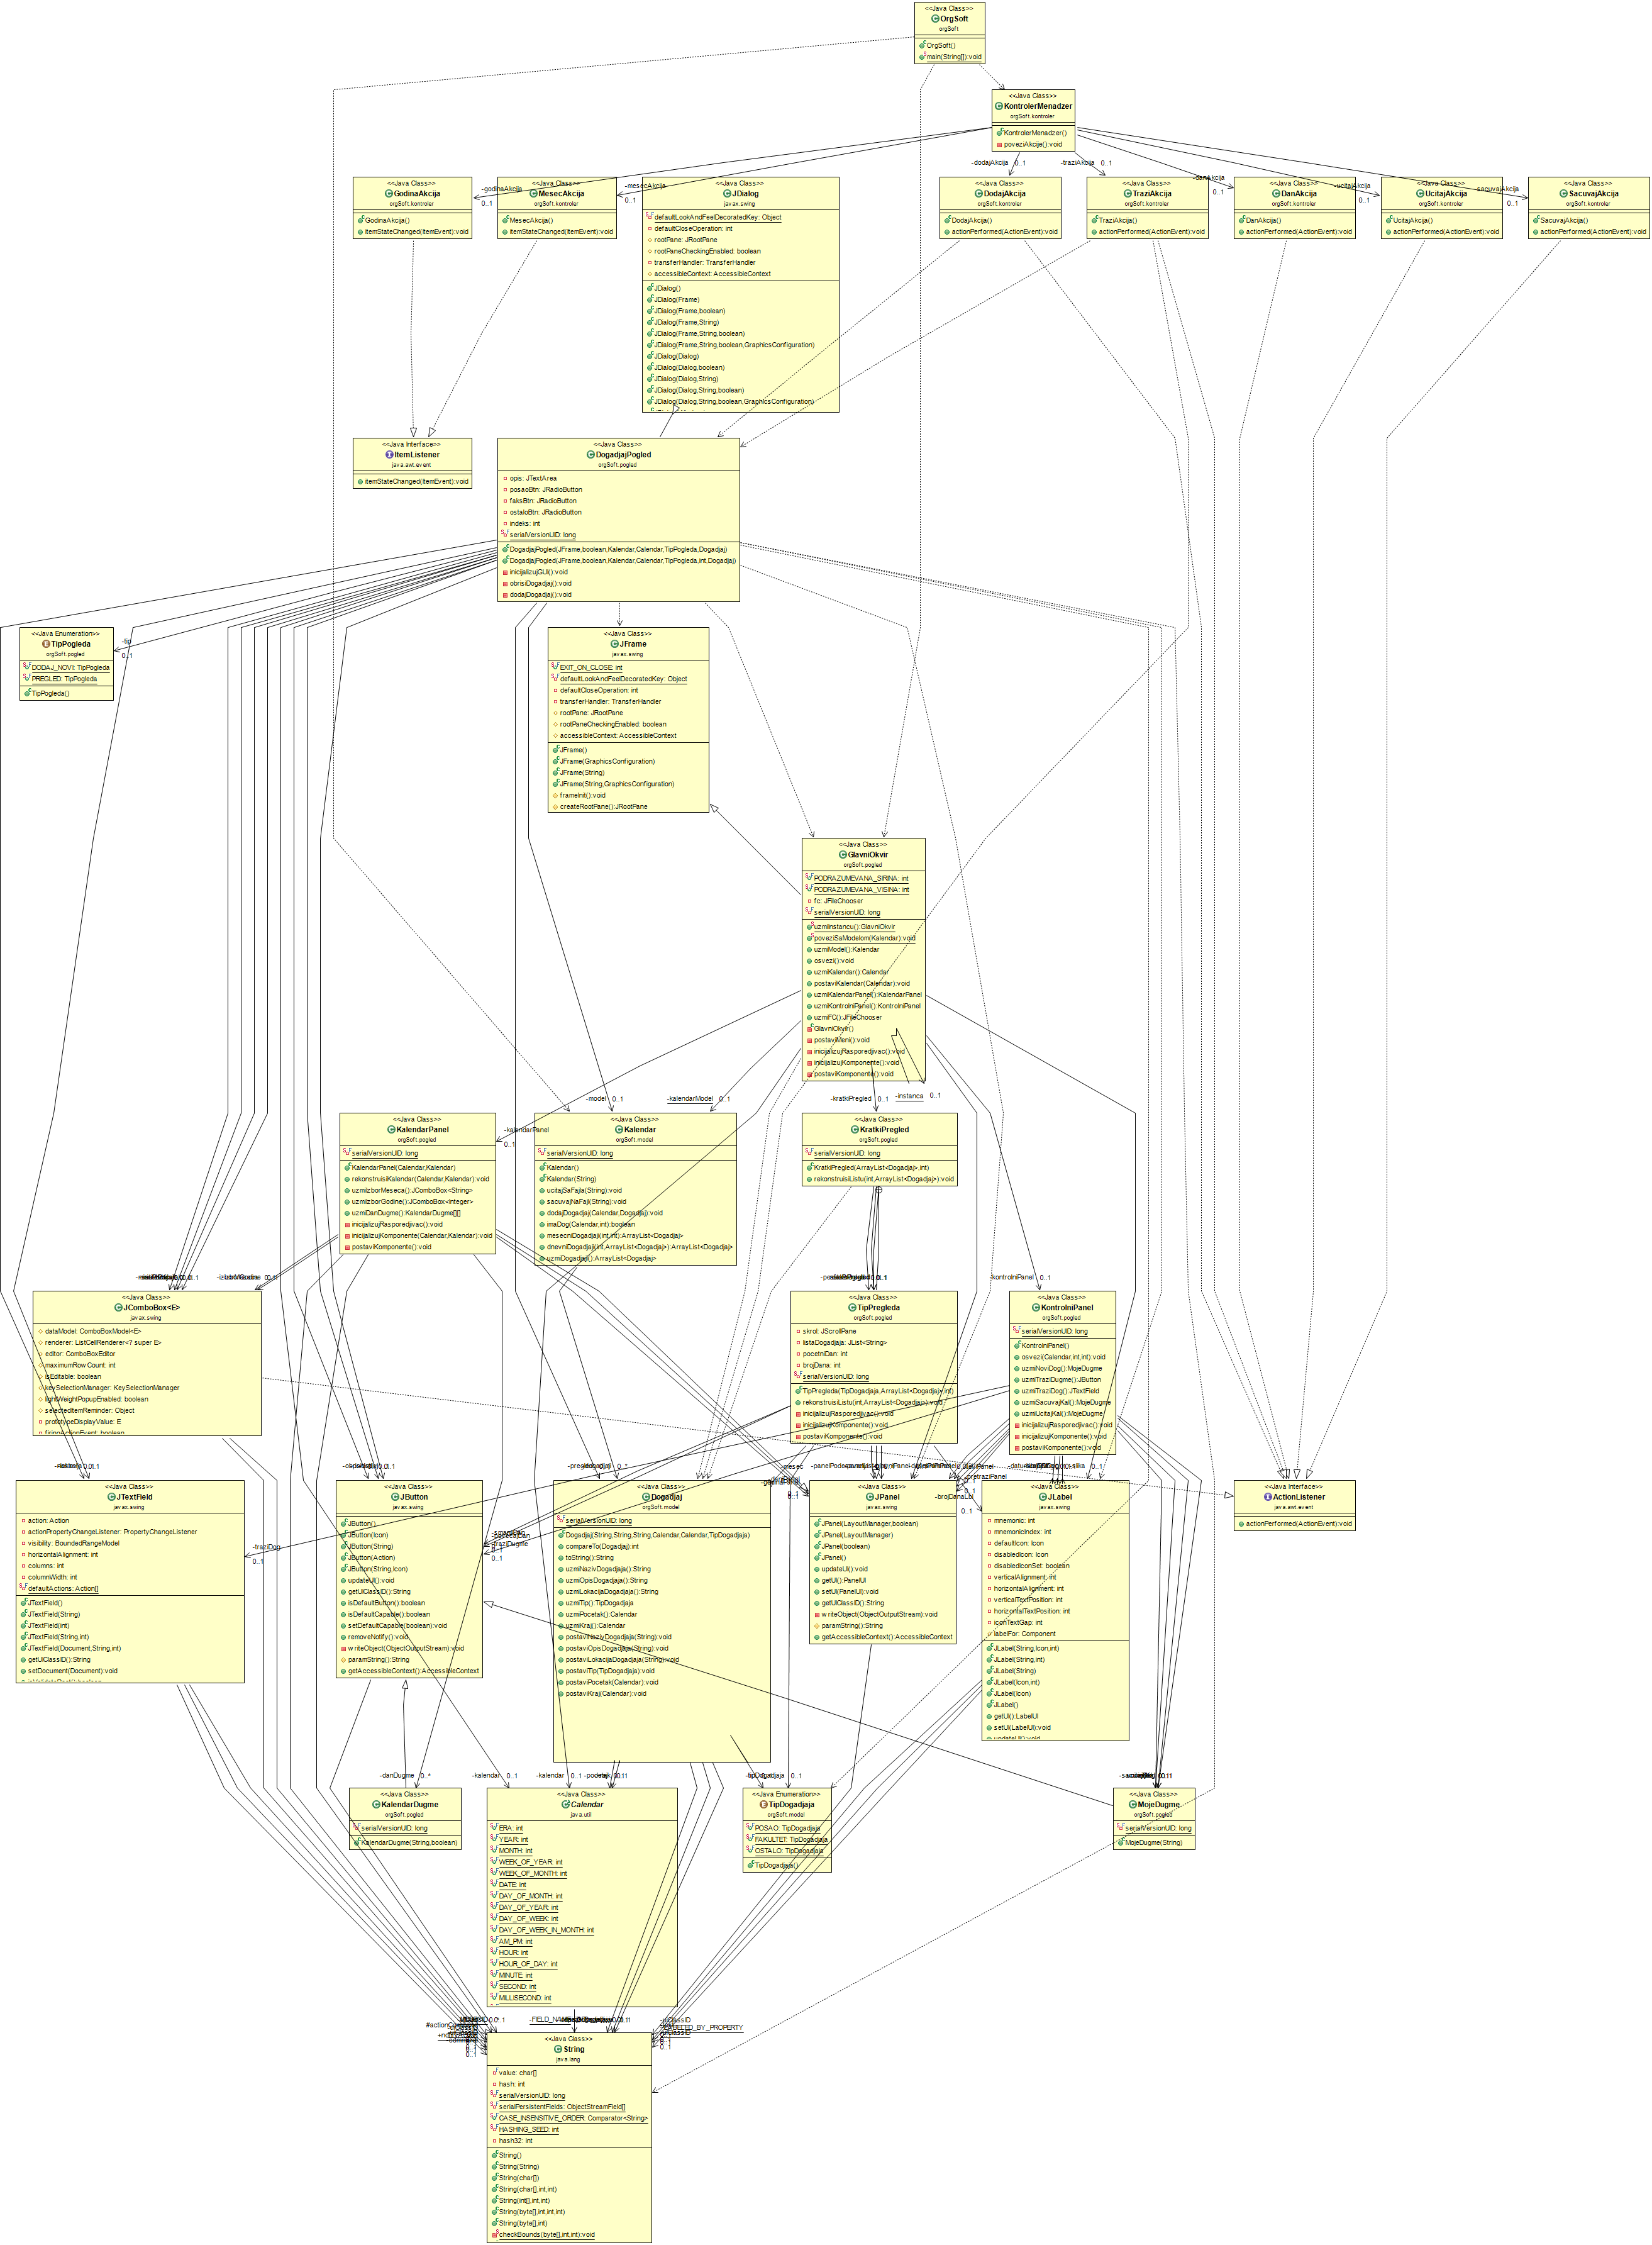 <<Java Class>>
OrgSoft
orgSoft
OrgSoft()
main(String[]):void
<<Java Class>>
KontrolerMenadzer
orgSoft.kontroler
KontrolerMenadzer()
poveziAkcije():void
-godinaAkcija
0..1
-mesecAkcija
0..1
-dodajAkcija 0..1
-traziAkcija 0..1
-danAkcija
0..1
-ucitajAkcija
0..1
-sacuvajAkcija
0..1
<<Java Class>>
GodinaAkcija
orgSoft.kontroler
GodinaAkcija()
itemStateChanged(ItemEvent):void
<<Java Class>>
MesecAkcija
orgSoft.kontroler
MesecAkcija()
itemStateChanged(ItemEvent):void
<<Java Class>>
JDialog
javax.swing
defaultLookAndFeelDecoratedKey: Object
defaultCloseOperation: int
rootPane: JRootPane
rootPaneCheckingEnabled: boolean
transferHandler: TransferHandler
accessibleContext: AccessibleContext
JDialog()
JDialog(Frame)
JDialog(Frame,boolean)
JDialog(Frame,String)
JDialog(Frame,String,boolean)
JDialog(Frame,String,boolean,GraphicsConfiguration)
JDialog(Dialog)
JDialog(Dialog,boolean)
JDialog(Dialog,String)
JDialog(Dialog,String,boolean)
JDialog(Dialog,String,boolean,GraphicsConfiguration)
<<Java Class>>
DodajAkcija
orgSoft.kontroler
DodajAkcija()
actionPerformed(ActionEvent):void
<<Java Class>>
TraziAkcija
orgSoft.kontroler
TraziAkcija()
actionPerformed(ActionEvent):void
<<Java Class>>
DanAkcija
orgSoft.kontroler
DanAkcija()
actionPerformed(ActionEvent):void
<<Java Class>>
UcitajAkcija
orgSoft.kontroler
UcitajAkcija()
actionPerformed(ActionEvent):void
<<Java Class>>
SacuvajAkcija
orgSoft.kontroler
SacuvajAkcija()
actionPerformed(ActionEvent):void
<<Java Interface>>
ItemListener
java.awt.event
itemStateChanged(ItemEvent):void
<<Java Class>>
DogadjajPogled
orgSoft.pogled
opis: JTextArea
posaoBtn: JRadioButton
faksBtn: JRadioButton
ostaloBtn: JRadioButton
indeks: int
serialVersionUID: long
DogadjajPogled(JFrame,boolean,Kalendar,Calendar,TipPogleda,Dogadjaj)
DogadjajPogled(JFrame,boolean,Kalendar,Calendar,TipPogleda,int,Dogadjaj)
inicijalizujGUI():void
obrisiDogadjaj():void
dodajDogadjaj():void
<<Java Enumeration>>
TipPogleda
orgSoft.pogled
DODAJ_NOVI: TipPogleda
PREGLED: TipPogleda
TipPogleda()
-tip
0..1
<<Java Class>>
JFrame
javax.swing
EXIT_ON_CLOSE: int
defaultLookAndFeelDecoratedKey: Object
defaultCloseOperation: int
transferHandler: TransferHandler
rootPane: JRootPane
rootPaneCheckingEnabled: boolean
accessibleContext: AccessibleContext
JFrame()
JFrame(GraphicsConfiguration)
JFrame(String)
JFrame(String,GraphicsConfiguration)
frameInit():void
createRootPane():JRootPane
<<Java Class>>
GlavniOkvir
orgSoft.pogled
PODRAZUMEVANA_SIRINA: int
PODRAZUMEVANA_VISINA: int
fc: JFileChooser
serialVersionUID: long
uzmiInstancu():GlavniOkvir
poveziSaModelom(Kalendar):void
uzmiModel():Kalendar
osvezi():void
uzmiKalendar():Calendar
postaviKalendar(Calendar):void
uzmiKalendarPanel():KalendarPanel
uzmiKontrolniPanel():KontrolniPanel
uzmiFC():JFileChooser
GlavniOkvir()
postaviMeni():void
inicijalizujRasporedjivac():void
inicijalizujKomponente():void
postaviKomponente():void
-model 0..1
-kalendarModel 0..1
-kratkiPregled 0..1
-instanca 0..1
-kalendarPanel
0..1
<<Java Class>>
KalendarPanel
orgSoft.pogled
serialVersionUID: long
KalendarPanel(Calendar,Kalendar)
rekonstruisiKalendar(Calendar,Kalendar):void
uzmiIzborMeseca():JComboBox<String>
uzmiIzborGodine():JComboBox<Integer>
uzmiDanDugme():KalendarDugme[][]
inicijalizujRasporedjivac():void
inicijalizujKomponente(Calendar,Kalendar):void
postaviKomponente():void
<<Java Class>>
Kalendar
orgSoft.model
serialVersionUID: long
Kalendar()
Kalendar(String)
ucitajSaFajla(String):void
sacuvajNaFajl(String):void
dodajDogadjaj(Calendar,Dogadjaj):void
imaDog(Calendar,int):boolean
mesecniDogadjaji(int,int):ArrayList<Dogadjaj>
dnevniDogadjaji(int,ArrayList<Dogadjaj>):ArrayList<Dogadjaj>
uzmiDogadjaji():ArrayList<Dogadjaj>
<<Java Class>>
KratkiPregled
orgSoft.pogled
serialVersionUID: long
KratkiPregled(ArrayList<Dogadjaj>,int)
rekonstruisiListu(int,ArrayList<Dogadjaj>):void
-kontrolniPanel 0..1
<<Java Class>>
JComboBox<E>
javax.swing
dataModel: ComboBoxModel<E>
renderer: ListCellRenderer<? super E>
editor: ComboBoxEditor
maximumRowCount: int
isEditable: boolean
keySelectionManager: KeySelectionManager
lightWeightPopupEnabled: boolean
selectedItemReminder: Object
prototypeDisplayValue: E
firingActionEvent: boolean
<<Java Class>>
TipPregleda
orgSoft.pogled
skrol: JScrollPane
listaDogadjaja: JList<String>
pocetniDan: int
brojDana: int
serialVersionUID: long
TipPregleda(TipDogadjaja,ArrayList<Dogadjaj>,int)
rekonstruisiListu(int,ArrayList<Dogadjaj>):void
inicijalizujRasporedjivac():void
inicijalizujKomponente():void
postaviKomponente():void
<<Java Class>>
KontrolniPanel
orgSoft.pogled
serialVersionUID: long
KontrolniPanel()
osvezi(Calendar,int,int):void
uzmiNoviDog():MojeDugme
uzmiTraziDugme():JButton
uzmiTraziDog():JTextField
uzmiSacuvajKal():MojeDugme
uzmiUcitajKal():MojeDugme
inicijalizujRasporedjivac():void
inicijalizujKomponente():void
postaviKomponente():void
-dogadjaji 0..*
-mesec
-brojDanaLbl
0..1
-slika 0..1
<<Java Class>>
JTextField
javax.swing
action: Action
actionPropertyChangeListener: PropertyChangeListener
visibility: BoundedRangeModel
horizontalAlignment: int
columns: int
columnWidth: int
defaultActions: Action[]
JTextField()
JTextField(String)
JTextField(int)
JTextField(String,int)
JTextField(Document,String,int)
getUIClassID():String
setDocument(Document):void
-traziDog
0..1
<<Java Class>>
JButton
javax.swing
JButton()
JButton(Icon)
JButton(String)
JButton(Action)
JButton(String,Icon)
updateUI():void
getUIClassID():String
isDefaultButton():boolean
isDefaultCapable():boolean
setDefaultCapable(boolean):void
removeNotify():void
writeObject(ObjectOutputStream):void
paramString():String
getAccessibleContext():AccessibleContext
-traziDugme
0..1
<<Java Class>>
Dogadjaj
orgSoft.model
serialVersionUID: long
Dogadjaj(String,String,String,Calendar,Calendar,TipDogadjaja)
compareTo(Dogadjaj):int
toString():String
uzmiNazivDogadjaja():String
uzmiOpisDogadjaja():String
uzmiLokacijaDogadjaja():String
uzmiTip():TipDogadjaja
uzmiPocetak():Calendar
uzmiKraj():Calendar
postaviNazivDogadjaja(String):void
postaviOpisDogadjaja(String):void
postaviLokacijaDogadjaja(String):void
postaviTip(TipDogadjaja):void
postaviPocetak(Calendar):void
postaviKraj(Calendar):void
<<Java Class>>
JPanel
javax.swing
JPanel(LayoutManager,boolean)
JPanel(LayoutManager)
JPanel(boolean)
JPanel()
updateUI():void
getUI():PanelUI
setUI(PanelUI):void
getUIClassID():String
writeObject(ObjectOutputStream):void
paramString():String
getAccessibleContext():AccessibleContext
<<Java Class>>
JLabel
javax.swing
mnemonic: int
mnemonicIndex: int
defaultIcon: Icon
disabledIcon: Icon
disabledIconSet: boolean
verticalAlignment: int
horizontalAlignment: int
verticalTextPosition: int
horizontalTextPosition: int
iconTextGap: int
labelFor: Component
JLabel(String,Icon,int)
JLabel(String,int)
JLabel(String)
JLabel(Icon,int)
JLabel(Icon)
JLabel()
getUI():LabelUI
setUI(LabelUI):void
updateUI():void
<<Java Interface>>
ActionListener
java.awt.event
actionPerformed(ActionEvent):void
-danDugme 0..*
-kalendar 0..1
-kalendar 0..1
-tipDogadjaja
0..1
<<Java Class>>
KalendarDugme
orgSoft.pogled
serialVersionUID: long
KalendarDugme(String,boolean)
<<Java Class>>
Calendar
java.util
ERA: int
YEAR: int
MONTH: int
WEEK_OF_YEAR: int
WEEK_OF_MONTH: int
DATE: int
DAY_OF_MONTH: int
DAY_OF_YEAR: int
DAY_OF_WEEK: int
DAY_OF_WEEK_IN_MONTH: int
AM_PM: int
HOUR: int
HOUR_OF_DAY: int
MINUTE: int
SECOND: int
MILLISECOND: int
<<Java Enumeration>>
TipDogadjaja
orgSoft.model
POSAO: TipDogadjaja
FAKULTET: TipDogadjaja
OSTALO: TipDogadjaja
TipDogadjaja()
<<Java Class>>
MojeDugme
orgSoft.pogled
serialVersionUID: long
MojeDugme(String)
<<Java Class>>
String
java.lang
value: char[]
hash: int
serialVersionUID: long
serialPersistentFields: ObjectStreamField[]
CASE_INSENSITIVE_ORDER: Comparator<String>
HASHING_SEED: int
hash32: int
String()
String(String)
String(char[])
String(char[],int,int)
String(int[],int,int)
String(byte[],int,int,int)
String(byte[],int)
checkBounds(byte[],int,int):void